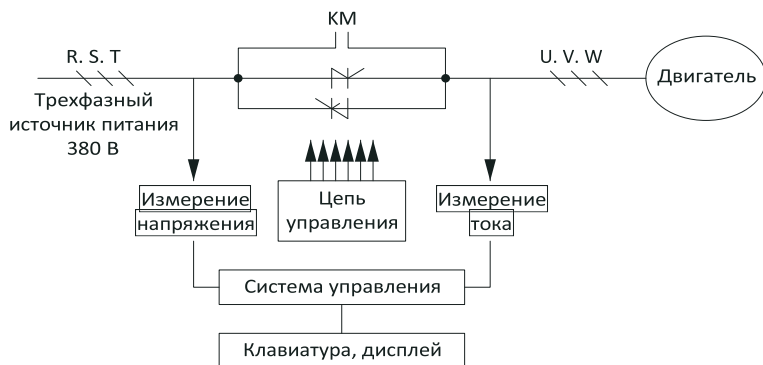 KM
R. S. T
U. V. W
Двигатель
Трехфазный
источник питания
380 В
Измерение
напряжения
Цепь
управления
Измерение
тока
Система управления
Клавиатура, дисплей